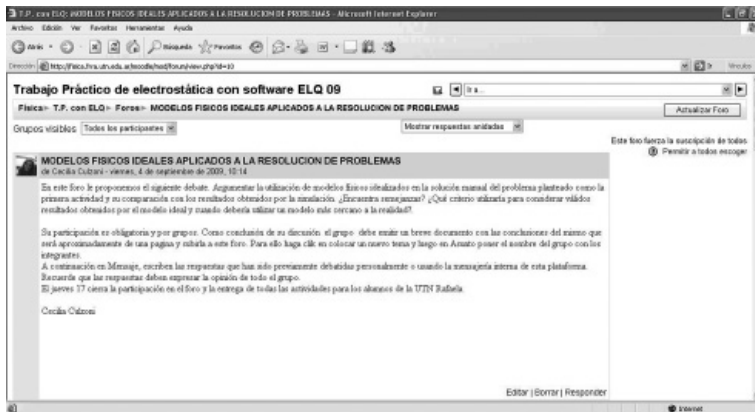 T.P. con ELQ: MODELOS FISICOS IDEALES APLICADOS A LA RESOLUCION DE PROBLEMAS - Microsoft Internet Explorer
Archivo Edición Ver Favoritos Herramientas Ayuda
Atrás Búsqueda Favoritos
Dirección Ir Vínculos
Trabajo Práctico de electrostática con software ELQ 09
Ir a...
Física T.P. con ELQ Foros MODELOS FISICOS IDEALES APLICADOS A LA RESOLUCION DE PROBLEMAS
Actualizar Foro
Grupos visibles Todos los participantes
Mostrar respuestas anidadas
Este foro fuerza la suscripción de todos
Permitir a todos escoger
MODELOS FISICOS IDEALES APLICADOS A LA RESOLUCION DE PROBLEMAS
de Cecilia Culzoni - viernes, 4 de septiembre de 2009, 10:14
En este foro le proponemos el siguiente debate. Argumentar la utilización de modelos físicos idealizados en la solución manual del problema planteado como la
primera actividad y su comparación con los resultados obtenidos por la simulación. ¿Encuentra semejanzas? ¿Qué criterio utilizaría para considerar válidos
resultados obtenidos por el modelo ideal y cuando debería utilizar un modelo más cercano a la realidad?.
Su participación es obligatoria y por grupos. Como conclusión de su discusión el grupo debe emitir un breve documento con las conclusiones del mismo que
será aproximadamente de una pagina y subirla a este foro. Para ello haga clik en colocar un nuevo tema y luego en Asunto poner el nombre del grupo con los
integrantes.
A continuación en Mensaje, escriben las respuestas que han sido previamente debatidas personalmente o usando la mensajería interna de esta plataforma.
Recuerde que las respuestas deben expresar la opinión de todo el grupo.
El jueves 17 cierra la participación en el foro y la entrega de todas las actividades para los alumnos de la UTN Rafaela
Cecilia Culzoni
Editar | Borrar | Responder
Internet